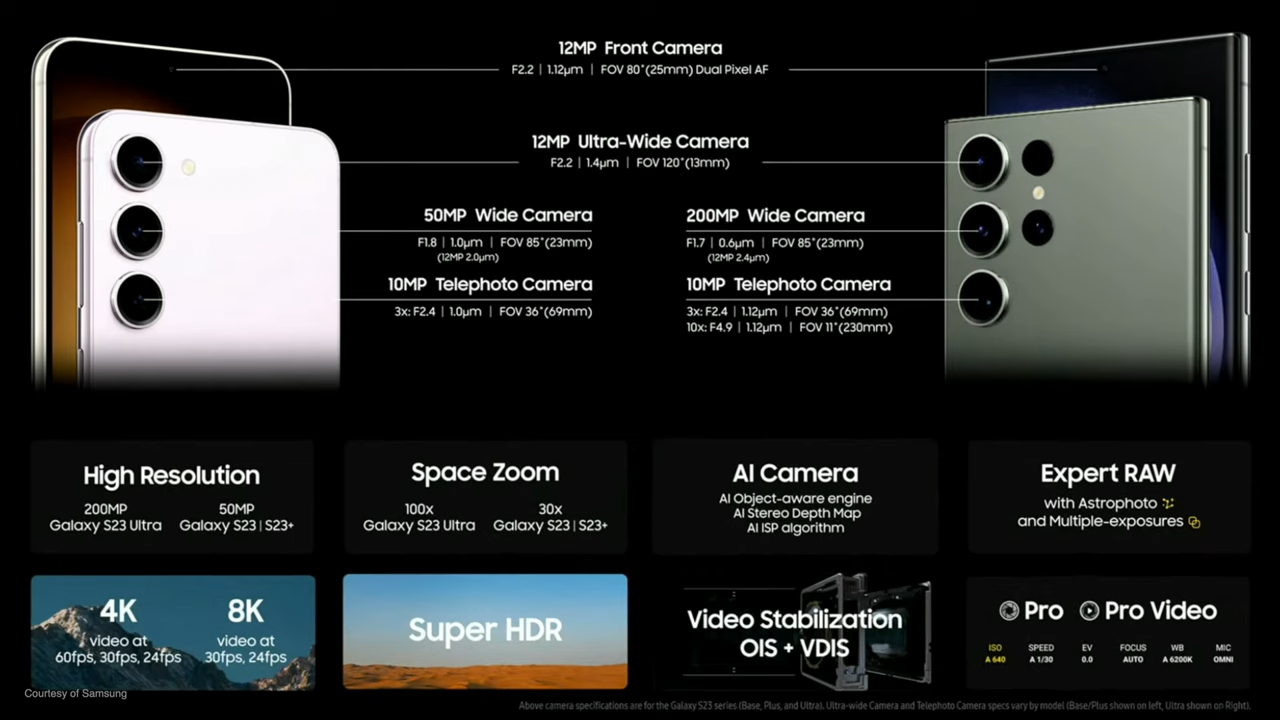 12MP Front Camera
F2.2 | 1.12µm | FOV 80°(25mm) Dual Pixel AF
12MP Ultra-Wide Camera
F2.2 | 1.4µm | FOV 120°(13mm)
50MP Wide Camera
F1.8 | 1.0µm | FOV 85°(23mm)
(12MP 2.0µm)
10MP Telephoto Camera
3x: F2.4 | 1.0µm | FOV 36°(69mm)
200MP Wide Camera
F1.7 | 0.6µm | FOV 85°(23mm)
(12MP 2.4µm)
10MP Telephoto Camera
3x: F2.4 | 1.12µm | FOV 36°(69mm)
10x: F4.9 | 1.12µm | FOV 11°(230mm)
High Resolution
200MP
Galaxy S23 Ultra
50MP
Galaxy S23 | S23+
Space Zoom
100x
Galaxy S23 Ultra
30x
Galaxy S23 | S23+
AI Camera
AI Object-aware engine
AI Stereo Depth Map
AI ISP algorithm
Expert RAW
with Astrophoto
and Multiple-exposures
4K
video at
60fps, 30fps, 24fps
8K
video at
30fps, 24fps
Super HDR
Video Stabilization
OIS + VDIS
Pro Pro Video
ISO SPEED EV FOCUS WB MIC
A 640 A 1/30 0.0 AUTO A 6200K OMNI
Courtesy of Samsung
Above camera specifications are for the Galaxy S23 series (Base, Plus, and Ultra). Ultra-wide Camera and Telephoto Camera specs vary by model (Base/Plus shown on left, Ultra shown on Right).